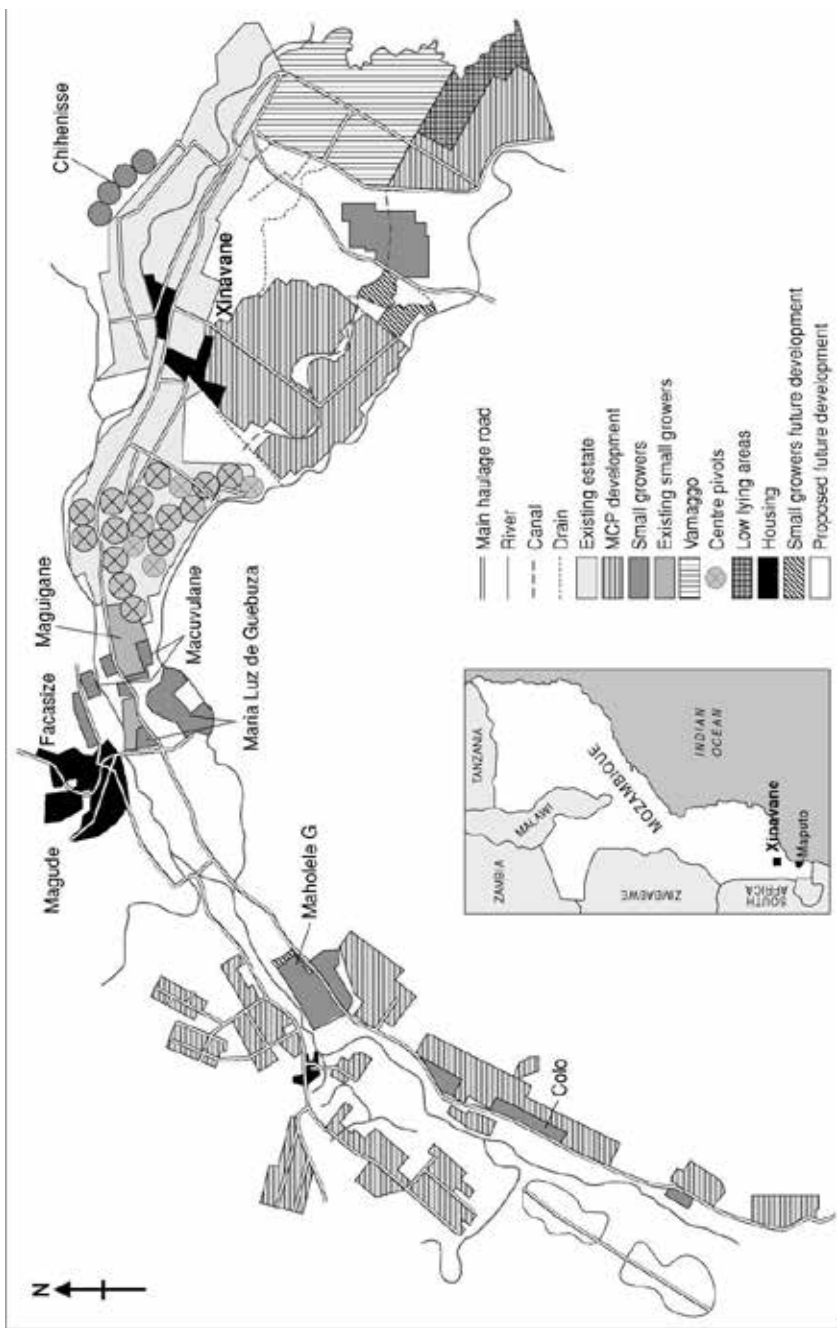 N
Magude
Facasize
Maguigane
Macuvulane
Maria Luz de Guebuza
Maholele G
Colo
Chihenisse
Xinavane
Main haulage road
River
Canal
Drain
Existing estate
MCP development
Small growers
Existing small growers
Vamaggo
Centre pivots
Low lying areas
Housing
Small growers future development
Proposed future development
TANZANIA
ZAMBIA
MALAWI
MOZAMBIQUE
ZIMBABWE
INDIAN
OCEAN
Xinavane
Maputo
SOUTH
AFRICA